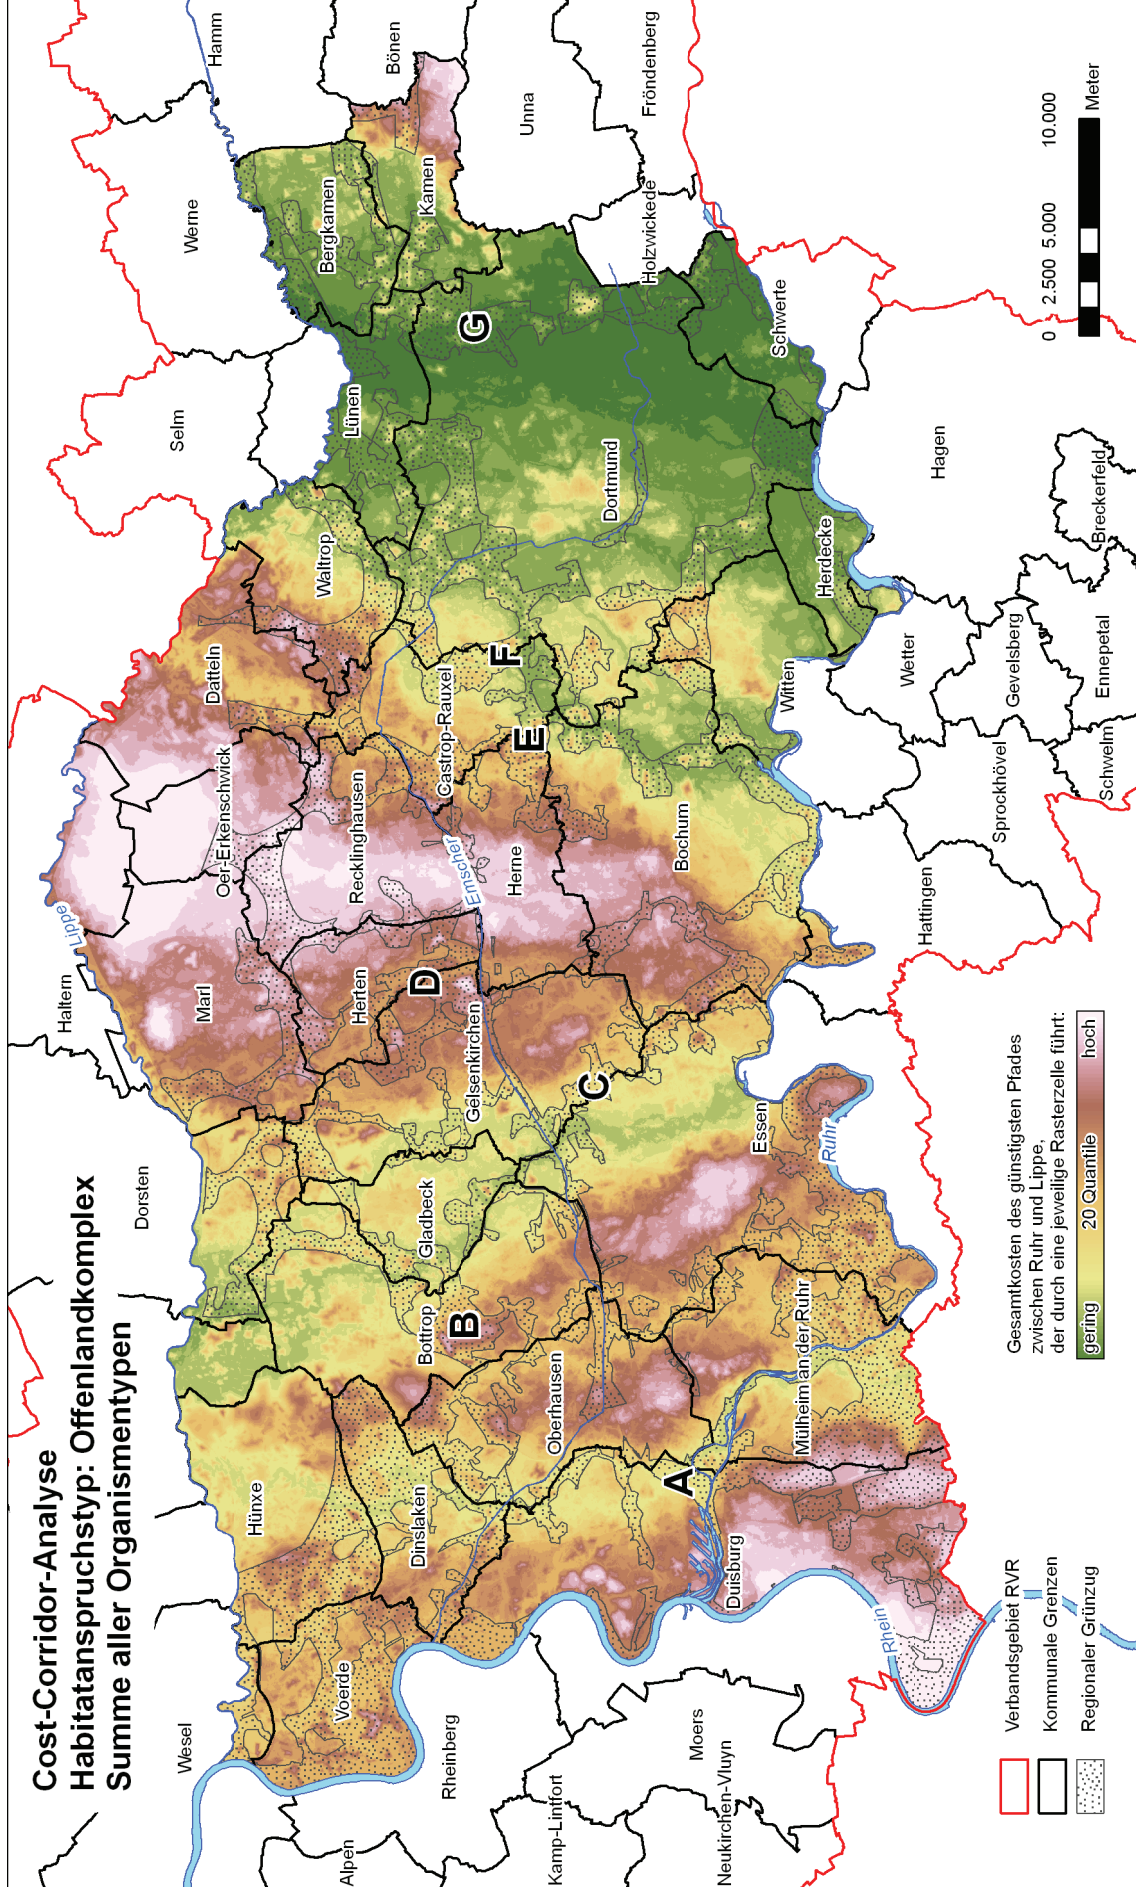 Cost-Corridor-Analyse
Habitatanspruchstyp: Offenlandkomplex
Summe aller Organismentypen
Wesel
Dorsten
Haltern
Lippe
Selm
Werne
Hamm
Hünxe
Marl
Oer-Erkenschwick
Datteln
Waltrop
Lünen
Bergkamen
Bönen
Voerde
Dinslaken
Bottrop
Gladbeck
Herten
Recklinghausen
Castrop-Rauxel
Kamen
Alpen
Rheinberg
Oberhausen
Gelsenkirchen
Emscher
Herne
Dortmund
Unna
Kamp-Lintfort
Moers
Neukirchen-Vluyn
Duisburg
Essen
Bochum
Witten
Holzwickede
Fröndenberg
Mülheim an der Ruhr
Ruhr
Rhein
Herdecke
Schwerte
Hattingen
Wetter
Hagen
Sprockhövel
Gevelsberg
Schwelm
Ennepetal
Breckerfeld
A
B
C
D
E
F
G
Verbandsgebiet RVR
Kommunale Grenzen
Regionaler Grünzug
Gesamtkosten des günstigsten Pfades
zwischen Ruhr und Lippe,
der durch eine jeweilige Rasterzelle führt:
gering 20 Quantile hoch
0 2.500 5.000 10.000
Meter